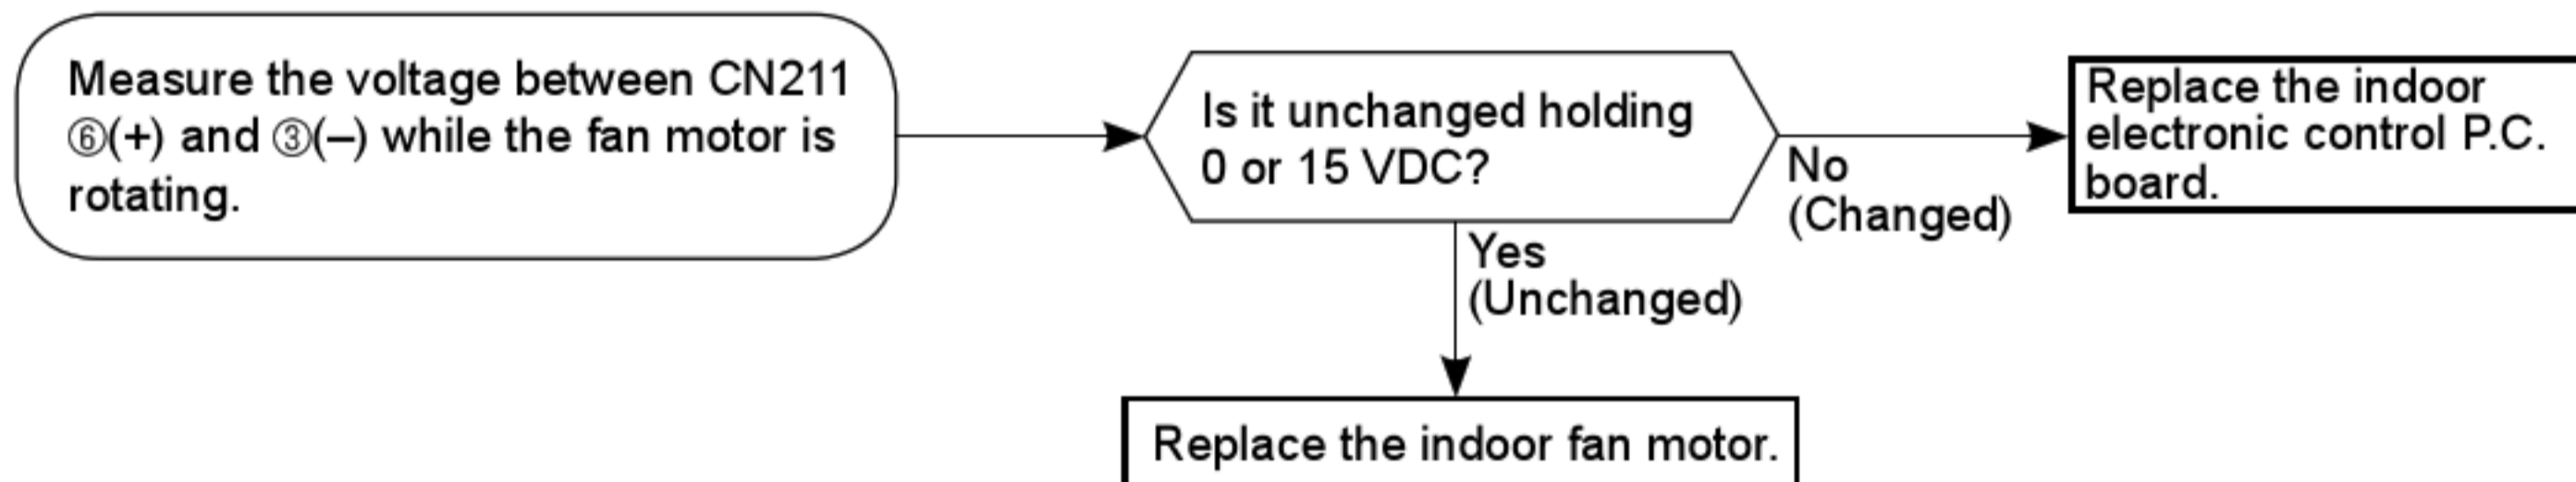 Measure the voltage between CN211
⑥(+) and ③(–) while the fan motor is
rotating.
Is it unchanged holding
0 or 15 VDC?
No
(Changed)
Replace the indoor
electronic control P.C.
board.
Yes
(Unchanged)
Replace the indoor fan motor.